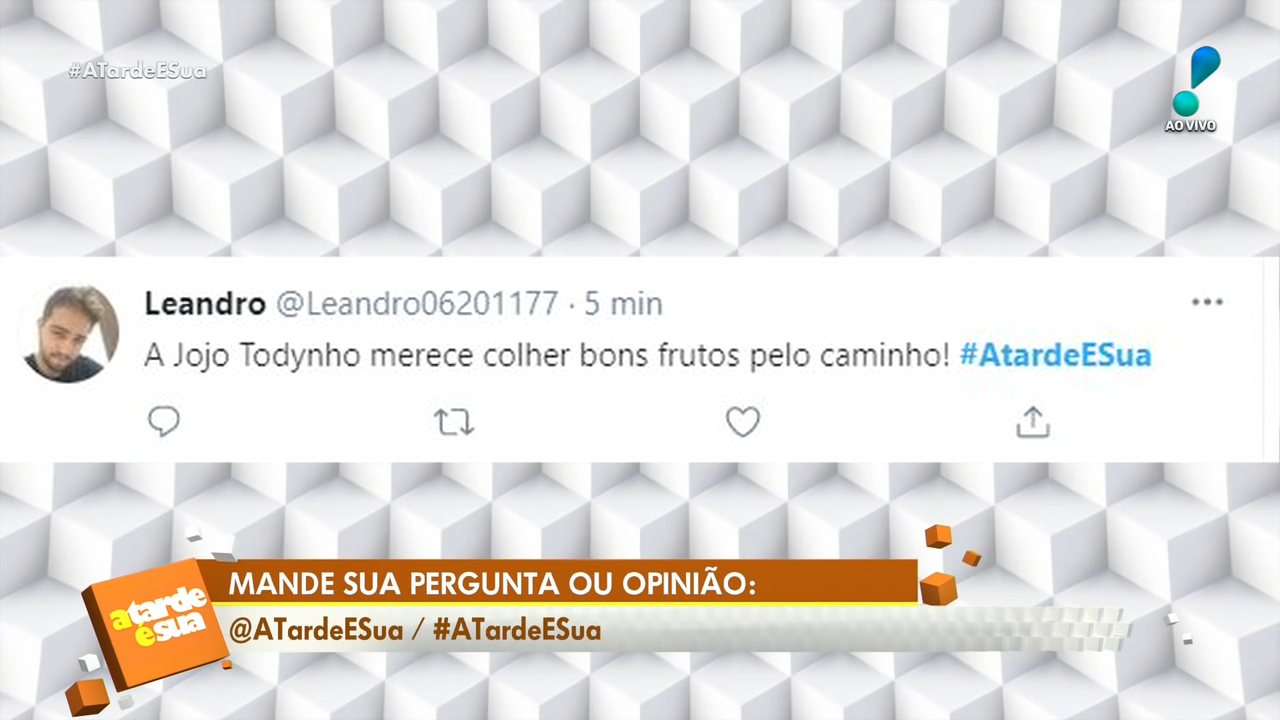 #ATardeESua
AO VIVO
Leandro @Leandro06201177 · 5 min
A Jojo Todynho merece colher bons frutos pelo caminho! #AtardeESua
MANDE SUA PERGUNTA OU OPINIÃO:
a tarde
é sua
@ATardeESua / #ATardeESua